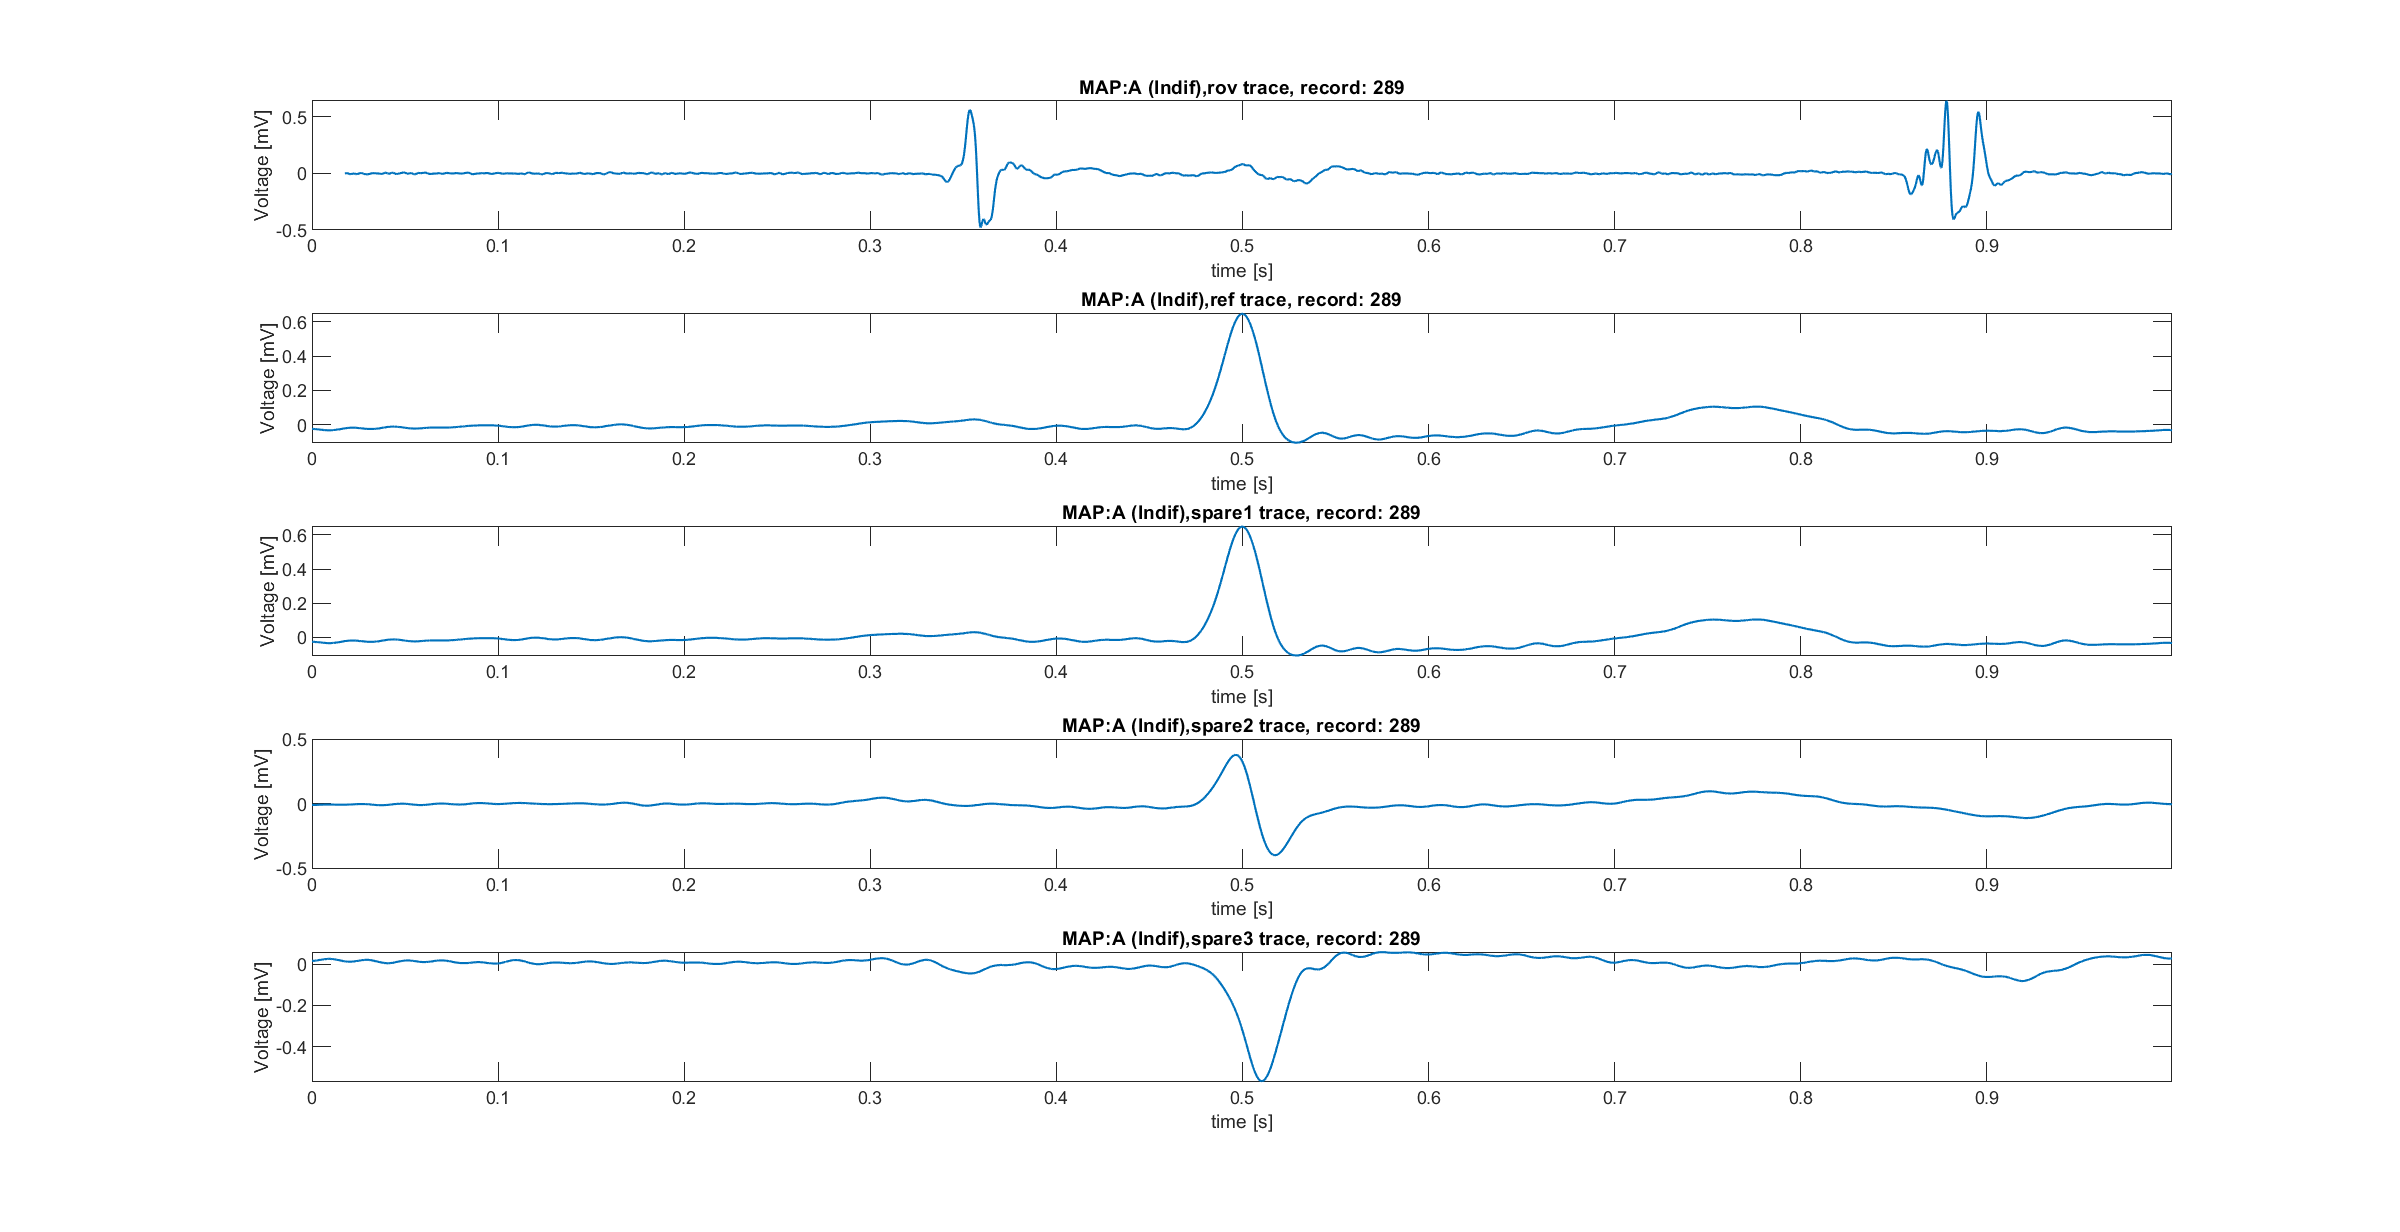 MAP:A (Indif),rov trace, record: 289
Voltage [mV]
0.5
0
-0.5
0 0.1 0.2 0.3 0.4 0.5 0.6 0.7 0.8 0.9
time [s]
MAP:A (Indif),ref trace, record: 289
Voltage [mV]
0.6
0.4
0.2
0
0 0.1 0.2 0.3 0.4 0.5 0.6 0.7 0.8 0.9
time [s]
MAP:A (Indif),spare1 trace, record: 289
Voltage [mV]
0.6
0.4
0.2
0
0 0.1 0.2 0.3 0.4 0.5 0.6 0.7 0.8 0.9
time [s]
MAP:A (Indif),spare2 trace, record: 289
Voltage [mV]
0.5
0
-0.5
0 0.1 0.2 0.3 0.4 0.5 0.6 0.7 0.8 0.9
time [s]
MAP:A (Indif),spare3 trace, record: 289
Voltage [mV]
0
-0.2
-0.4
0 0.1 0.2 0.3 0.4 0.5 0.6 0.7 0.8 0.9
time [s]